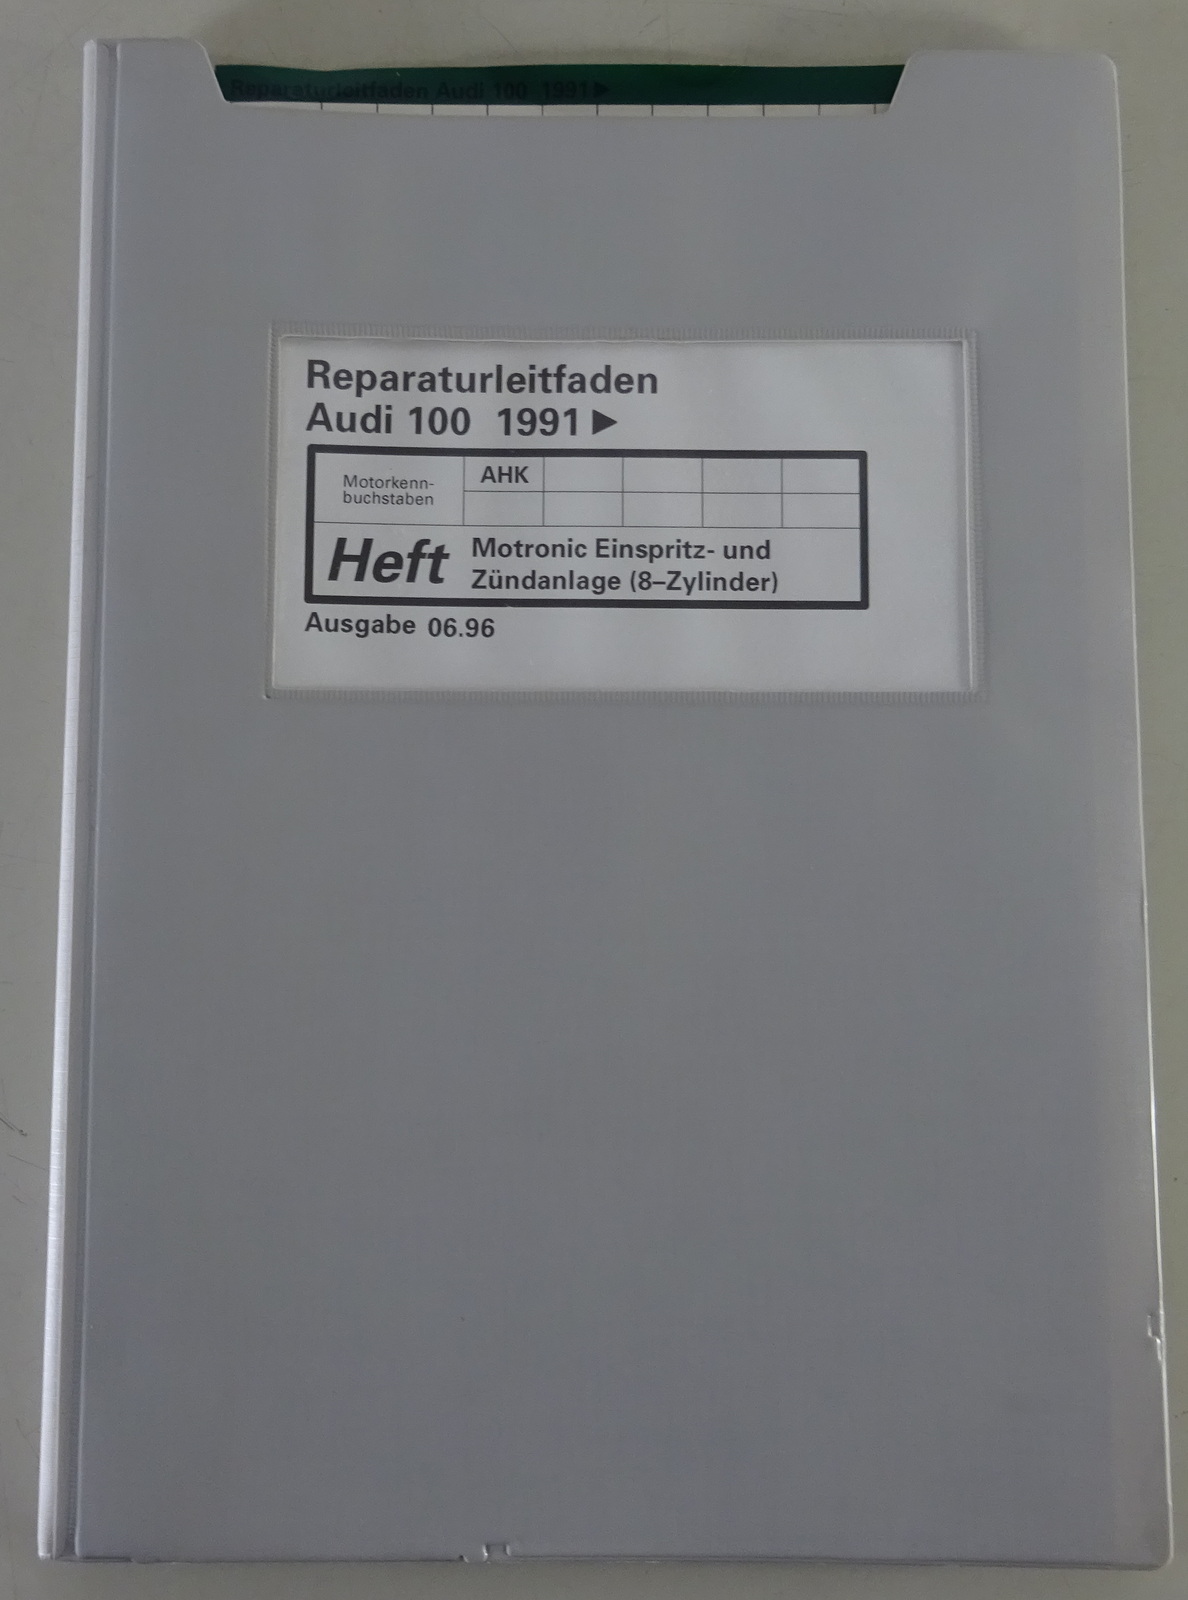 Reparaturleitfaden Audi 100 1991 ▶
Reparaturleitfaden
Audi 100 1991 ▶
Motorkenn-
buchstaben
AHK
Heft
Motronic Einspritz- und
Zündanlage (8–Zylinder)
Ausgabe 06.96